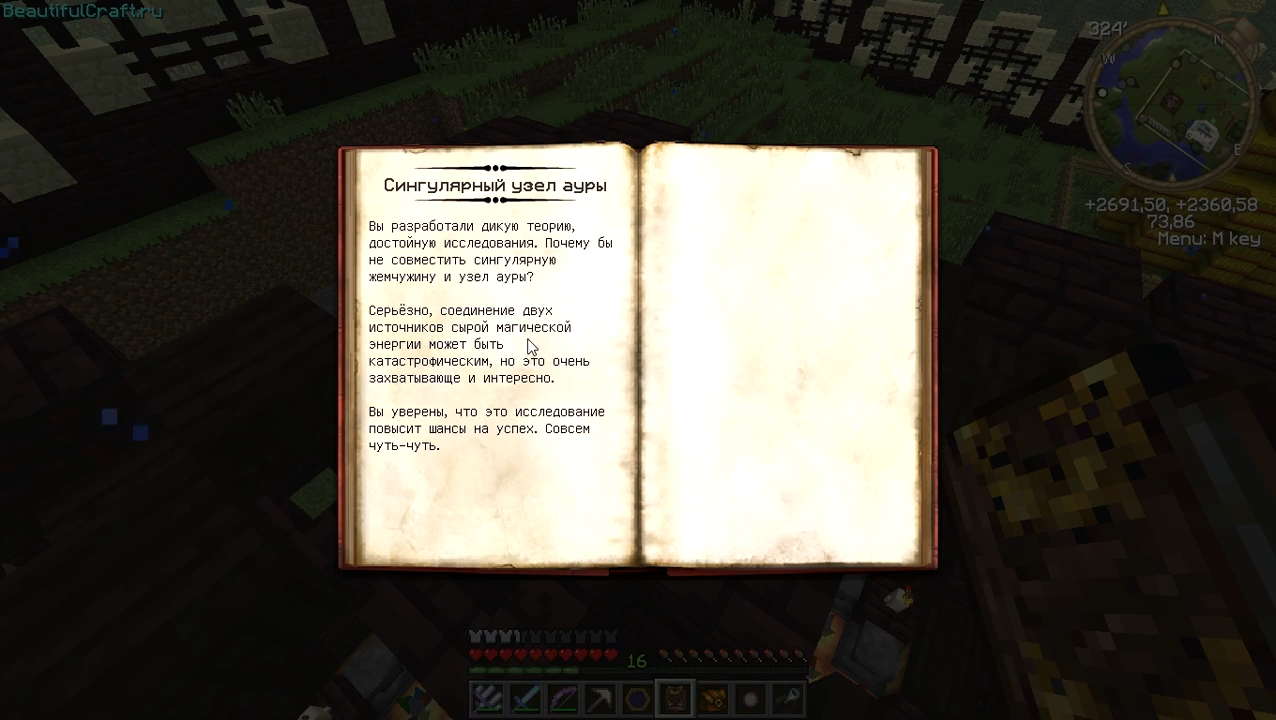 BeautifulCraft.ru
324°
N
W
E
S
+2691,50, +2360,58
73,86
Menu: M key
Сингулярный узел ауры
Вы разработали дикую теорию,
достойную исследования. Почему бы
не совместить сингулярную
жемчужину и узел ауры?
Серьёзно, соединение двух
источников сырой магической
энергии может быть
катастрофическим, но это очень
захватывающе и интересно.
Вы уверены, что это исследование
повысит шансы на успех. Совсем
чуть-чуть.
16